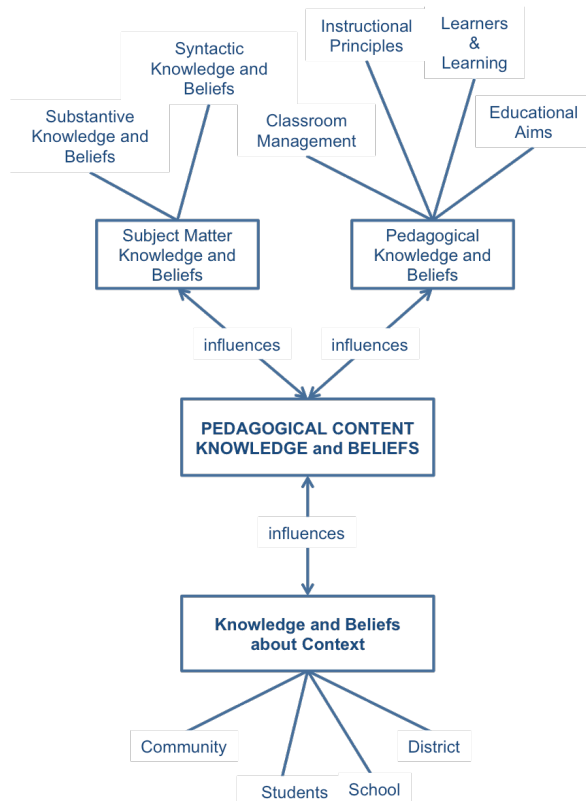 Syntactic
Knowledge and
Beliefs
Instructional
Principles
Learners
&
Learning
Substantive
Knowledge and
Beliefs
Classroom
Management
Educational
Aims
Subject Matter
Knowledge and
Beliefs
Pedagogical
Knowledge and
Beliefs
influences
influences
PEDAGOGICAL CONTENT
KNOWLEDGE and BELIEFS
influences
Knowledge and Beliefs
about Context
Community
District
Students
School